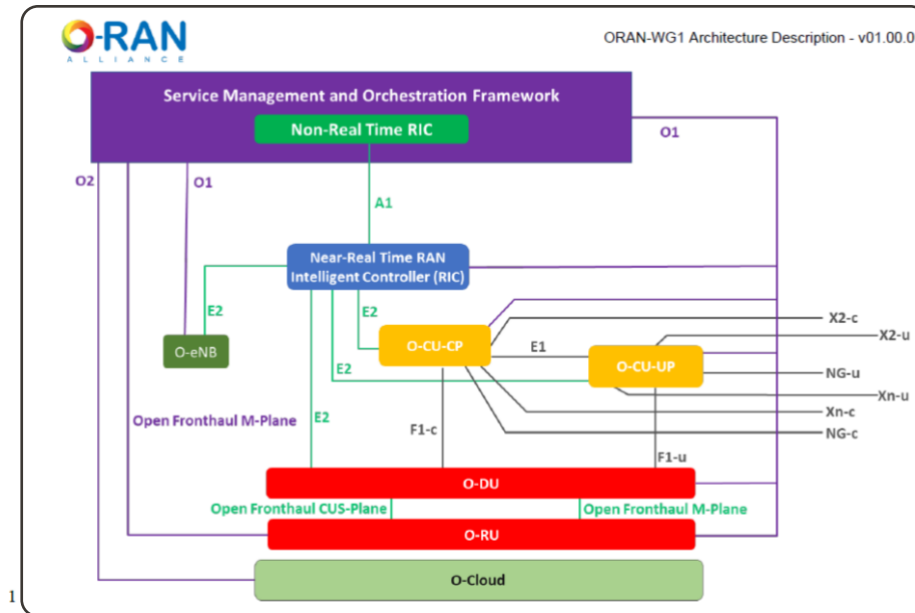 O-RAN
ALLIANCE
ORAN-WG1 Architecture Description - v01.00.0
Service Management and Orchestration Framework
Non-Real Time RIC
O1
O2
O1
A1
Near-Real Time RAN
Intelligent Controller (RIC)
E2
E2
X2-c
X2-u
O-CU-CP
E1
O-eNB
O-CU-UP
E2
NG-u
Xn-u
Xn-c
Open Fronthaul M-Plane
E2
F1-c
NG-c
F1-u
O-DU
Open Fronthaul CUS-Plane
Open Fronthaul M-Plane
O-RU
O-Cloud
1